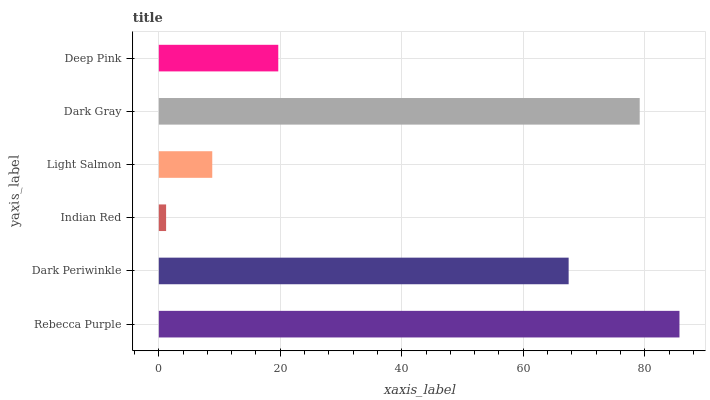 title
Deep Pink
Dark Gray
Light Salmon
Indian Red
Dark Periwinkle
Rebecca Purple
yaxis_label
0 20 40 60 80
xaxis_label